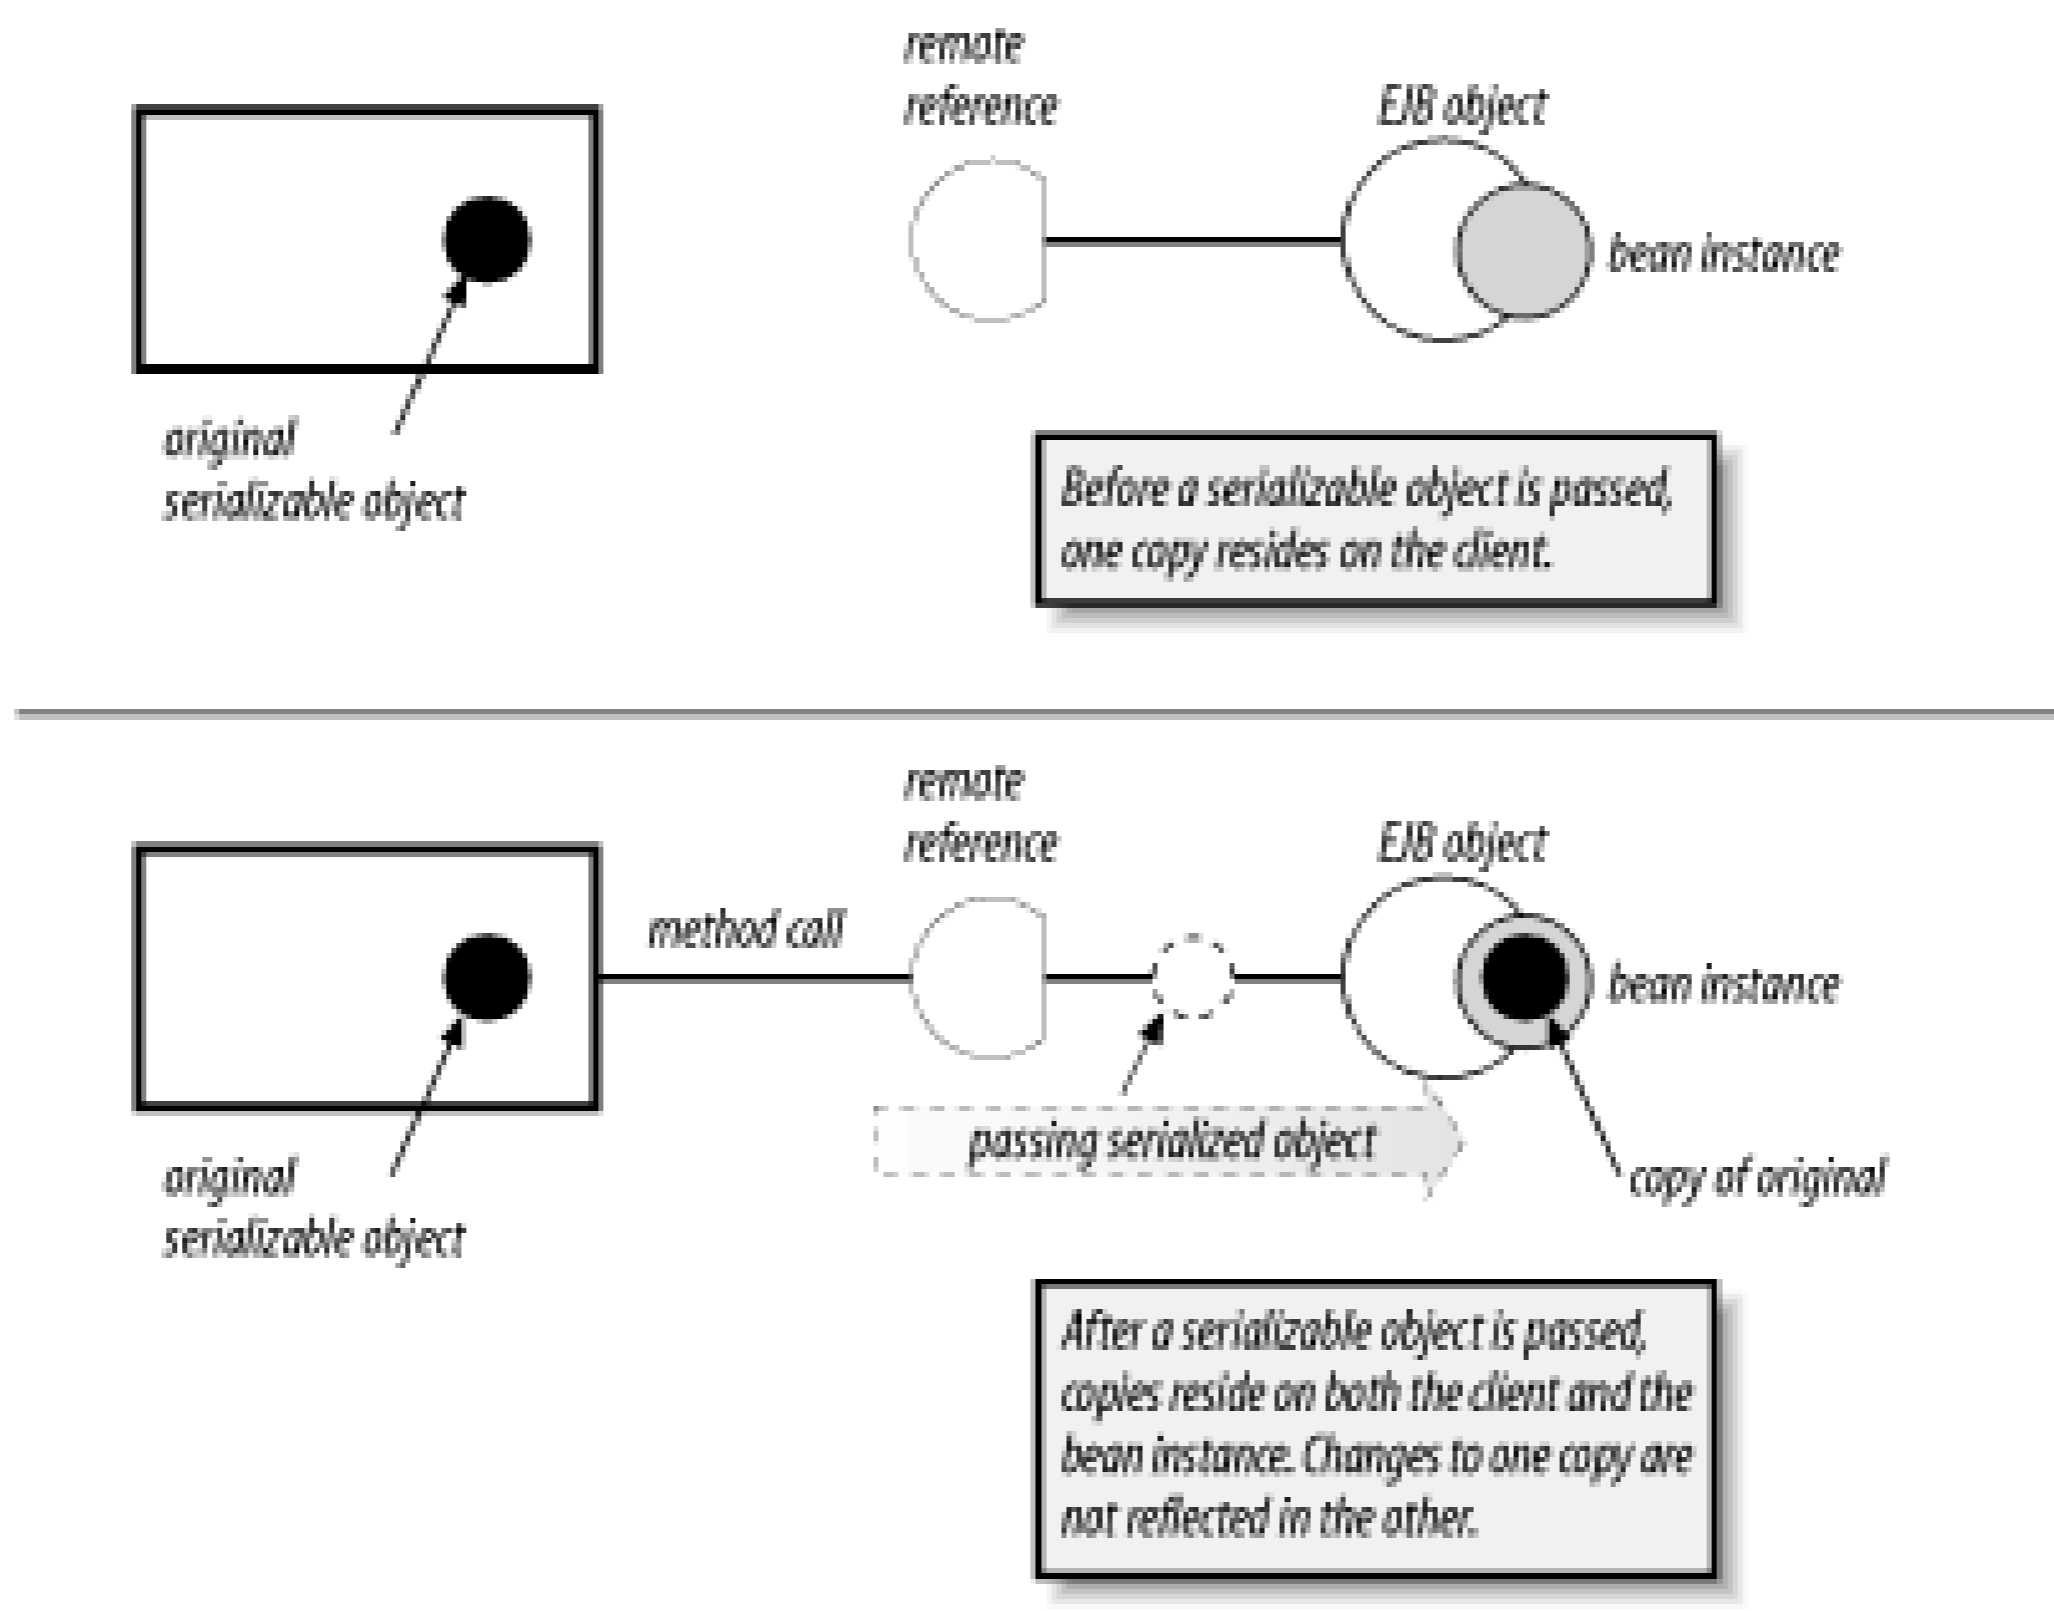 remote
reference
EJB object
bean instance
original
serializable object
Before a serializable object is passed,
one copy resides on the client.
remote
reference
EJB object
method call
bean instance
passing serialized object
copy of original
original
serializable object
After a serializable object is passed,
copies reside on both the client and the
bean instance. Changes to one copy are
not reflected in the other.